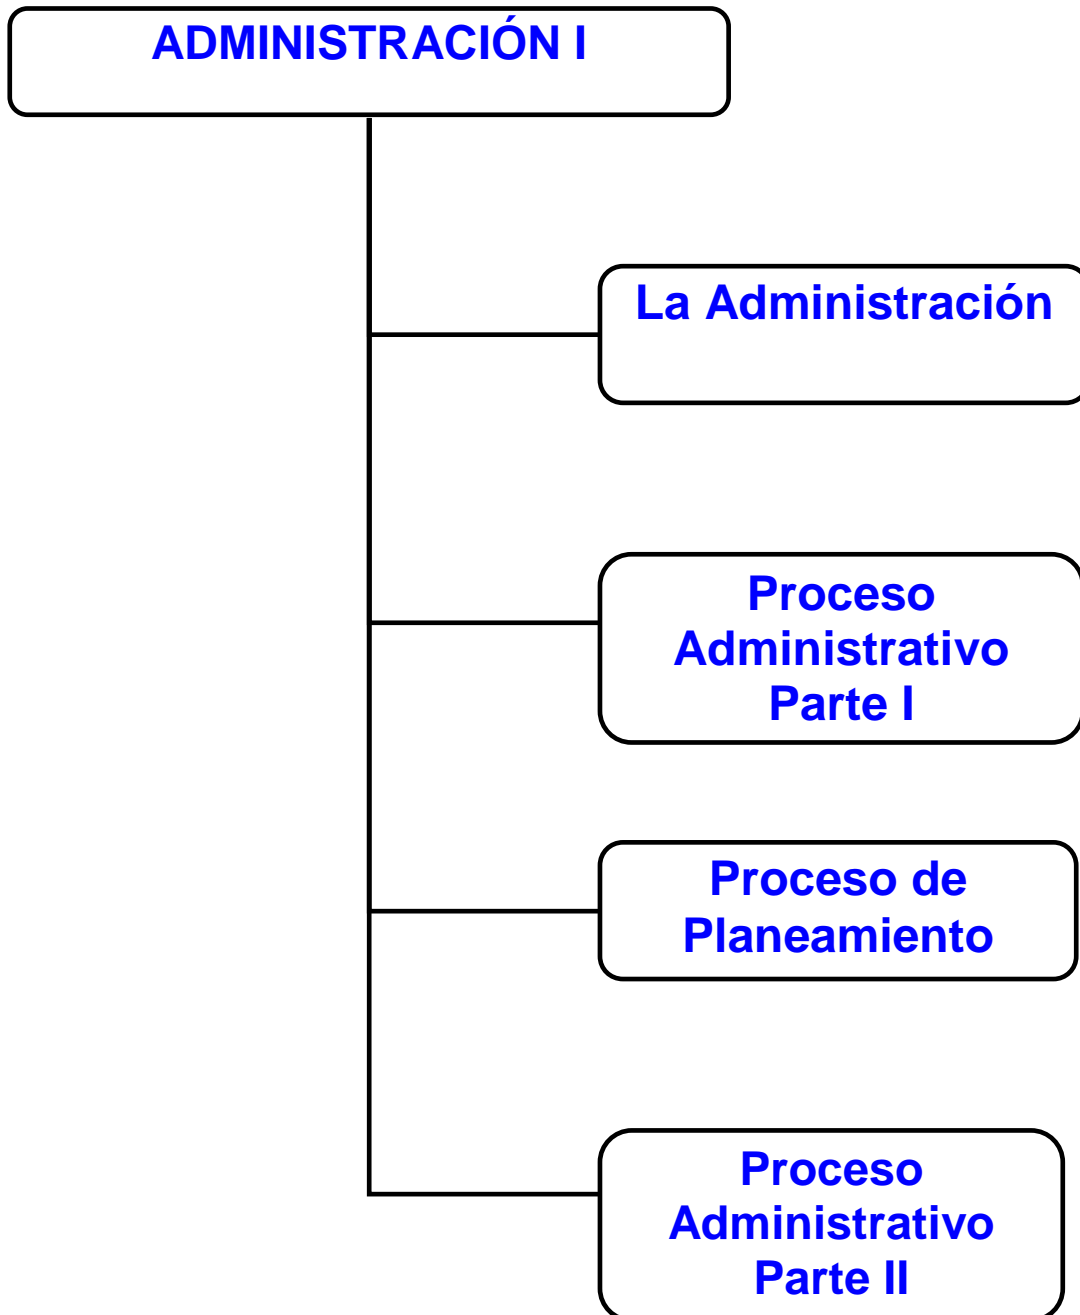 ADMINISTRACIÓN I
La Administración
Proceso
Administrativo
Parte I
Proceso de
Planeamiento
Proceso
Administrativo
Parte II